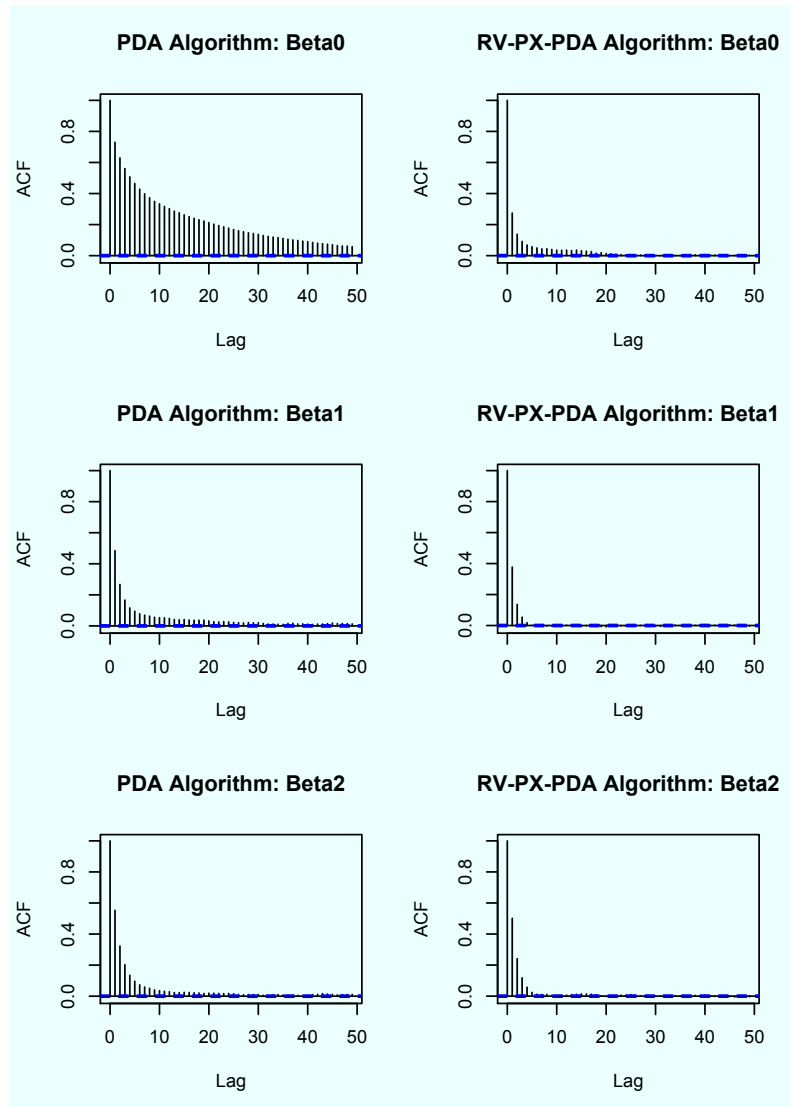 PDA Algorithm: Beta0
ACF
0.0 0.4 0.8
0 10 20 30 40 50
Lag
RV-PX-PDA Algorithm: Beta0
ACF
0.0 0.4 0.8
0 10 20 30 40 50
Lag
PDA Algorithm: Beta1
ACF
0.0 0.4 0.8
0 10 20 30 40 50
Lag
RV-PX-PDA Algorithm: Beta1
ACF
0.0 0.4 0.8
0 10 20 30 40 50
Lag
PDA Algorithm: Beta2
ACF
0.0 0.4 0.8
0 10 20 30 40 50
Lag
RV-PX-PDA Algorithm: Beta2
ACF
0.0 0.4 0.8
0 10 20 30 40 50
Lag